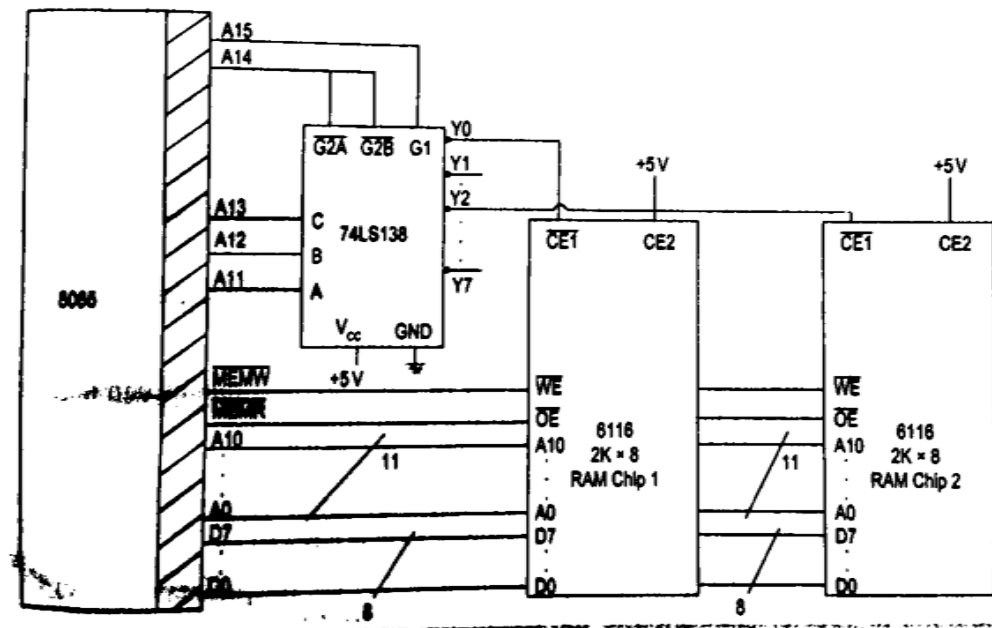 A15
A14
G2A G2B G1
Y0
Y1
Y2
Y7
+5V
+5V
A13
A12
A11
C
B
A
74LS138
CE1 CE2
CE1 CE2
8085
VCC GND
+5V
MEMW
MEMR
A10
A0
D7
D0
11
8
WE
OE
A10
A0
D7
D0
6116
2K × 8
RAM Chip 1
11
8
WE
OE
A10
A0
D7
D0
6116
2K × 8
RAM Chip 2